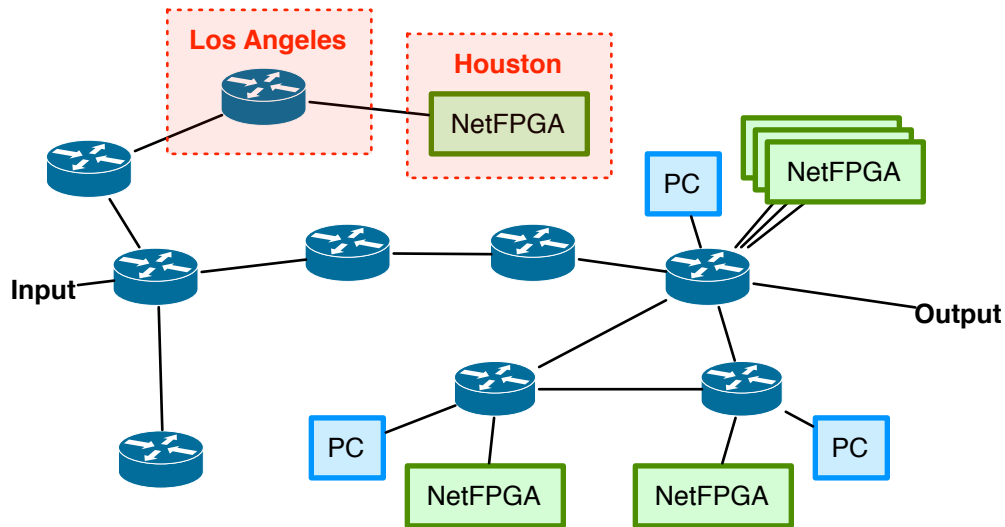 Los Angeles
Houston
NetFPGA
PC
NetFPGA
Input
Output
PC
NetFPGA
NetFPGA
PC